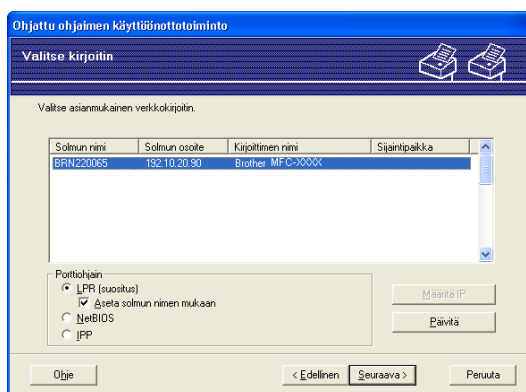 Ohjattu ohjaimen käyttöönottotoiminto
Valitse kirjoitin
Valitse asianmukainen verkkokirjoitin.
Solmun nimi Solmun osoite Kirjoittimen nimi Sijaintipaikka
BRN220065 192.10.20.90 Brother MFC-XXXX
Porttiohjain
LPR (suositus)
Aseta solmun nimen mukaan
NetBIOS
IPP
Määritä IP
Päivitä
Ohje < Edellinen Seuraava > Peruuta